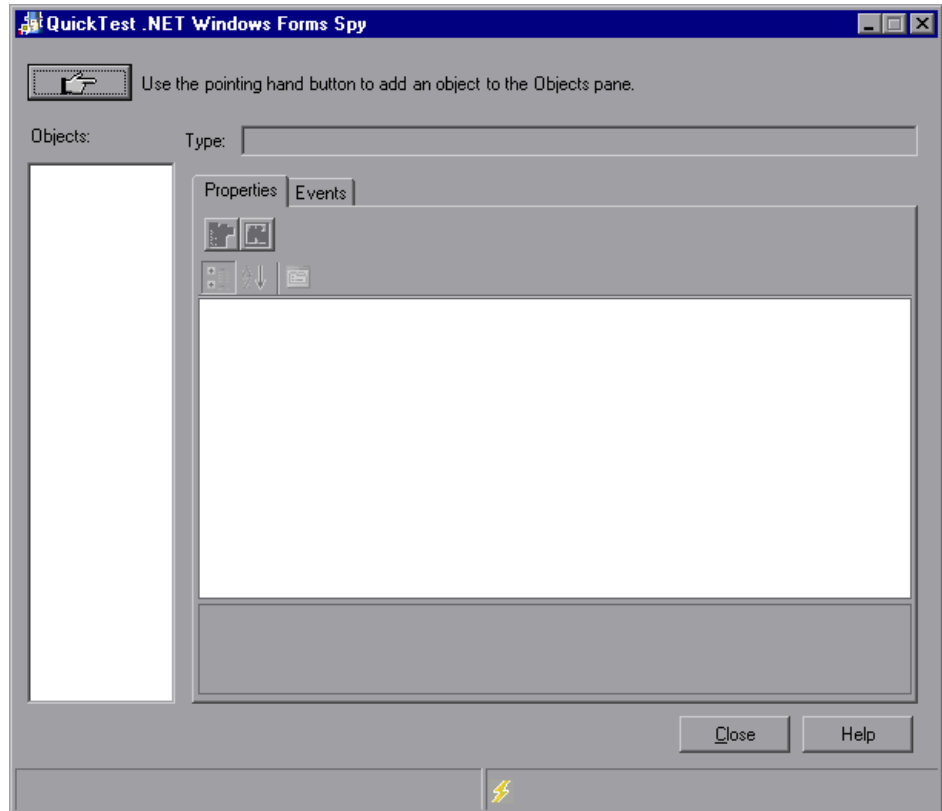 QuickTest .NET Windows Forms Spy
Use the pointing hand button to add an object to the Objects pane.
Objects:
Type:
Properties
Events
Close
Help